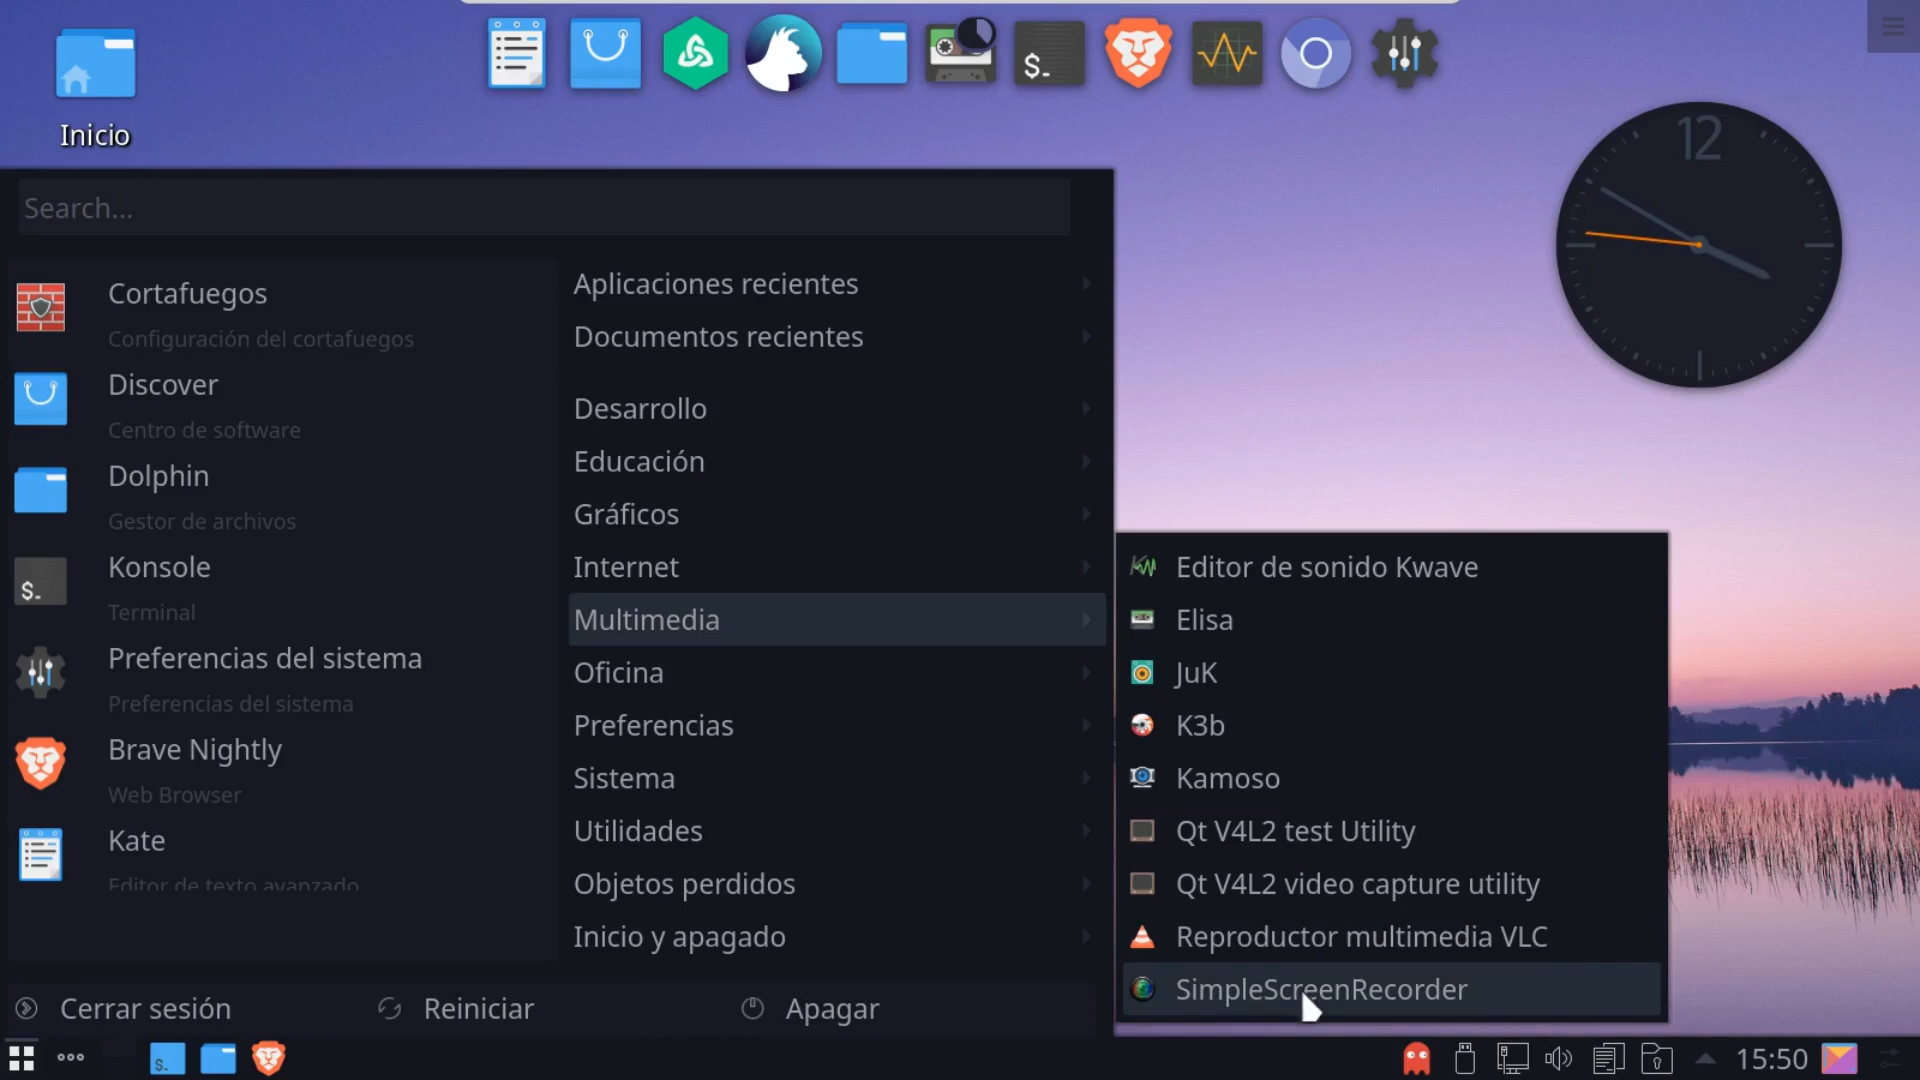 Inicio
$_
12
Search...
Cortafuegos
Configuración del cortafuegos
Discover
Centro de software
Dolphin
Gestor de archivos
Konsole
Terminal
$_
Preferencias del sistema
Preferencias del sistema
Brave Nightly
Web Browser
Kate
Editor de texto avanzado
Aplicaciones recientes
Documentos recientes
Desarrollo
Educación
Gráficos
Internet
Multimedia
Oficina
Preferencias
Sistema
Utilidades
Objetos perdidos
Inicio y apagado
Editor de sonido Kwave
Elisa
JuK
K3b
Kamoso
Qt V4L2 test Utility
Qt V4L2 video capture utility
Reproductor multimedia VLC
SimpleScreenRecorder
Cerrar sesión
Reiniciar
Apagar
$_
15:50